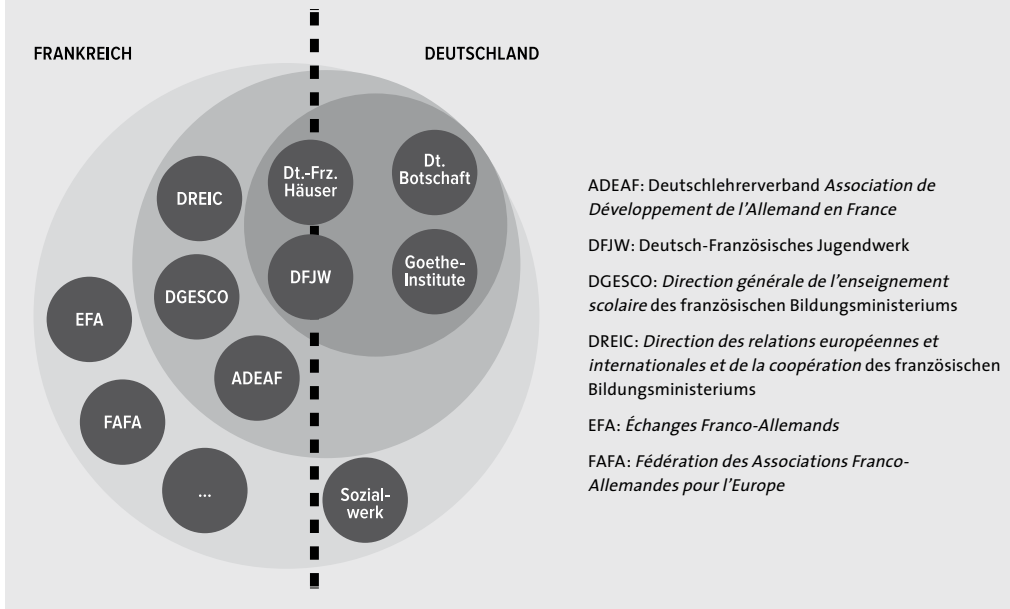 FRANKREICH
DEUTSCHLAND
Dt.-Frz.
Häuser
Dt.
Botschaft
DREIC
DFJW
Goethe-
Institute
DGESCO
EFA
ADEAF
FAFA
...
Sozial-
werk
ADEAF: Deutschlehrerverband Association de
Développement de l'Allemand en France
DFJW: Deutsch-Französisches Jugendwerk
DGESCO: Direction générale de l'enseignement
scolaire des französischen Bildungsministeriums
DREIC: Direction des relations européennes et
internationales et de la coopération des französischen
Bildungsministeriums
EFA: Échanges Franco-Allemands
FAFA: Fédération des Associations Franco-
Allemandes pour l'Europe